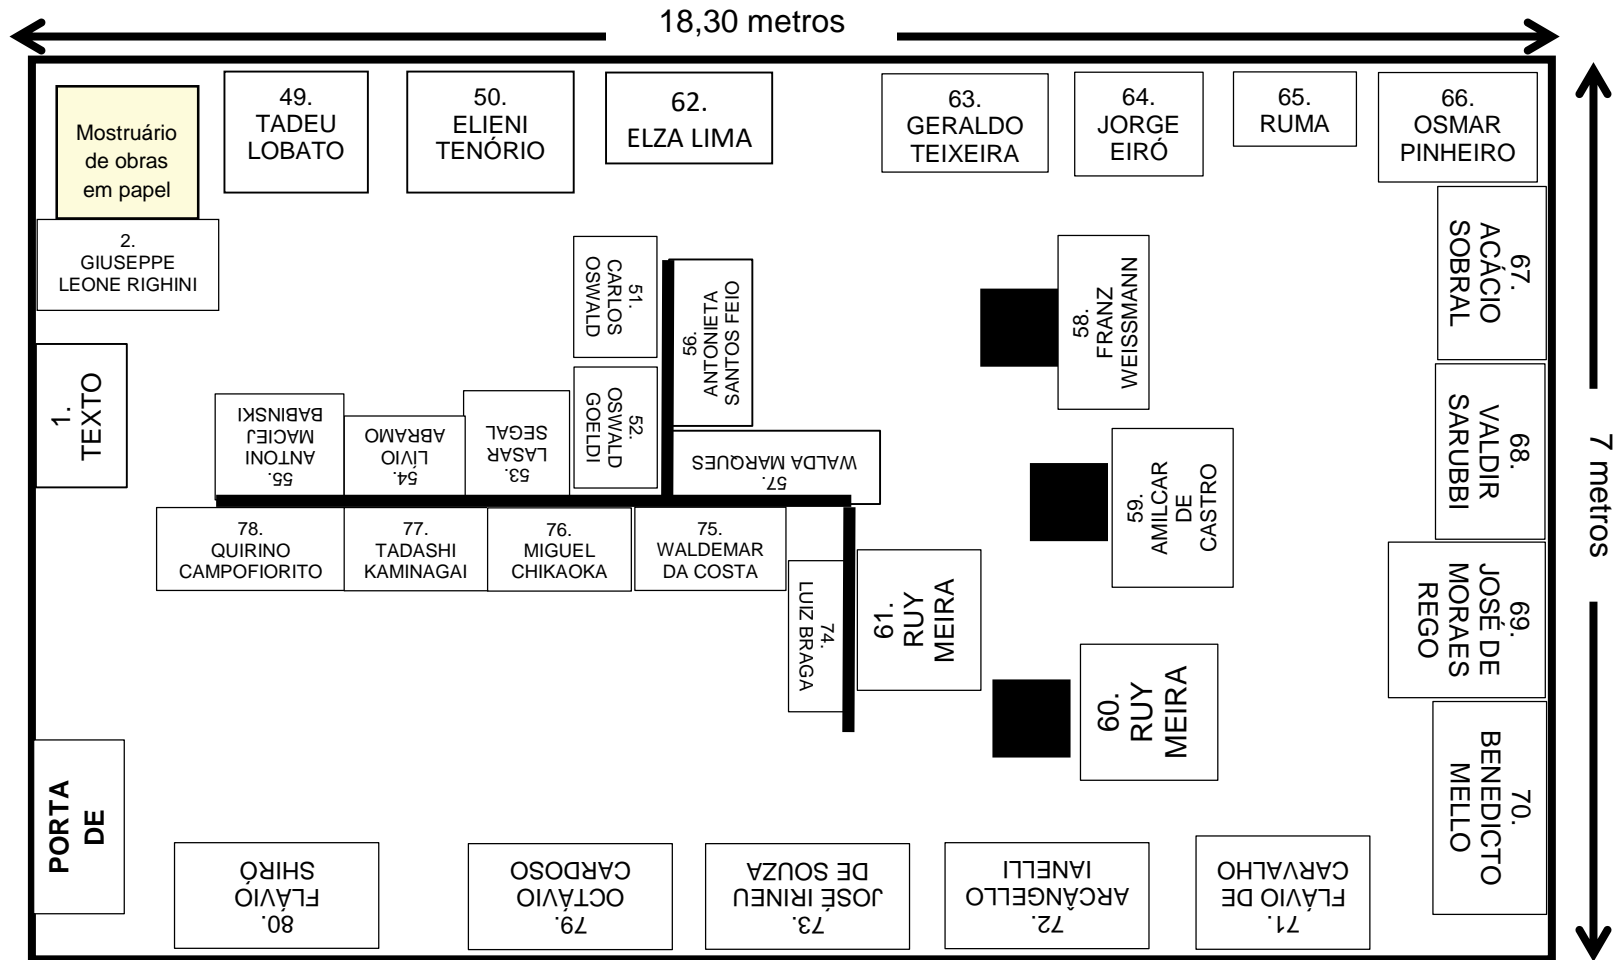 18,30 metros
7 metros
Mostruário
de obras
em papel
49.
TADEU
LOBATO
50.
ELIENI
TENÓRIO
62.
ELZA LIMA
63.
GERALDO
TEIXEIRA
64.
JORGE
EIRÓ
65.
RUMA
66.
OSMAR
PINHEIRO
2.
GIUSEPPE
LEONE RIGHINI
1.
TEXTO
51.
CARLOS
OSWALD
52.
OSWALD
GOELDI
53.
LASAR
SEGAL
54.
LÍVIO
ABRAMO
55.
ANTONI
MACIEJ
BABINSKI
56.
ANTONIETA
SANTOS FEIO
57.
WALDA MARQUES
58.
FRANZ
WEISSMANN
59.
AMILCAR
DE
CASTRO
60.
RUY
MEIRA
61.
RUY
MEIRA
67.
ACÁCIO
SOBRAL
68.
VALDIR
SARUBBI
69.
JOSÉ DE
MORAES
REGO
70.
BENEDICTO
MELLO
78.
QUIRINO
CAMPOFIORITO
77.
TADASHI
KAMINAGAI
76.
MIGUEL
CHIKAOKA
75.
WALDEMAR
DA COSTA
74.
LUIZ BRAGA
PORTA
DE
80.
FLÁVIO
SHIRÓ
79.
OCTÁVIO
CARDOSO
73.
JOSÉ IRINEU
DE SOUZA
72.
ARCÂNGELLO
IANELLI
71.
FLÁVIO DE
CARVALHO